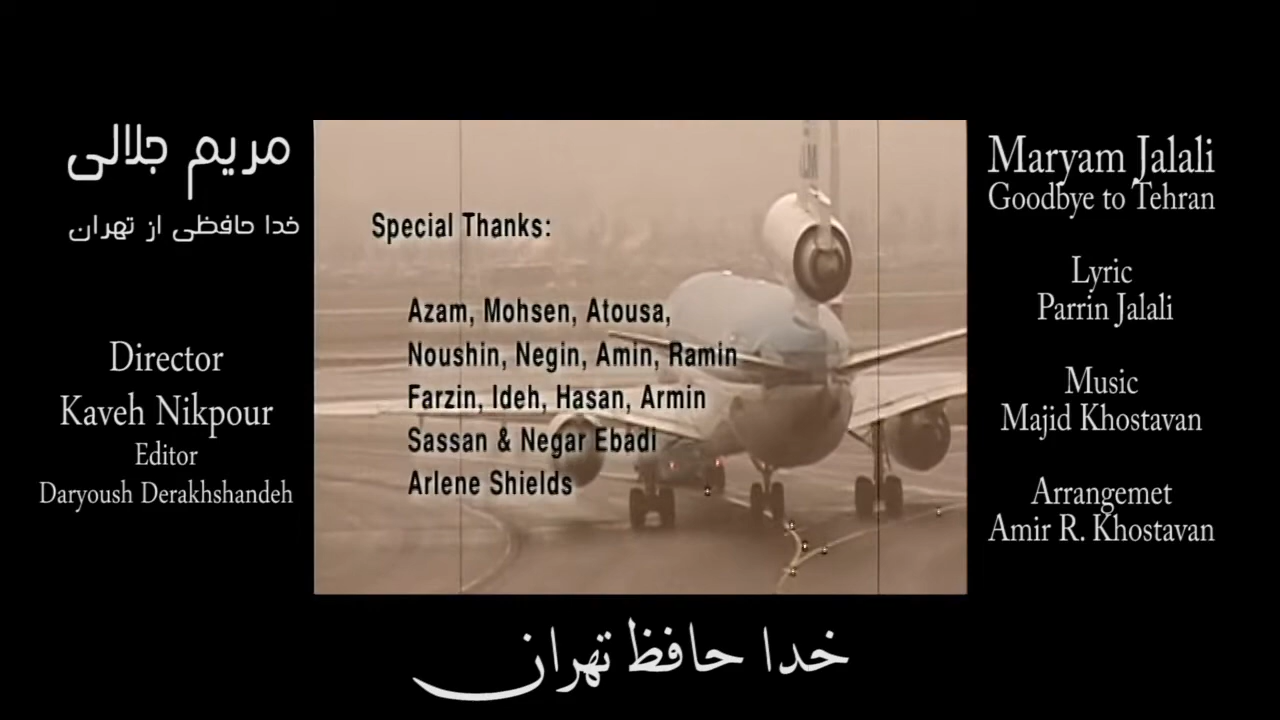 مریم جلالی
خدا حافظی از تهران
Director
Kaveh Nikpour
Editor
Daryoush Derakhshandeh
Special Thanks:
Azam, Mohsen, Atousa,
Noushin, Negin, Amin, Ramin
Farzin, Ideh, Hasan, Armin
Sassan & Negar Ebadi
Arlene Shields
Maryam Jalali
Goodbye to Tehran
Lyric
Parrin Jalali
Music
Majid Khostavan
Arrangemet
Amir R. Khostavan
خدا حافظ تهران